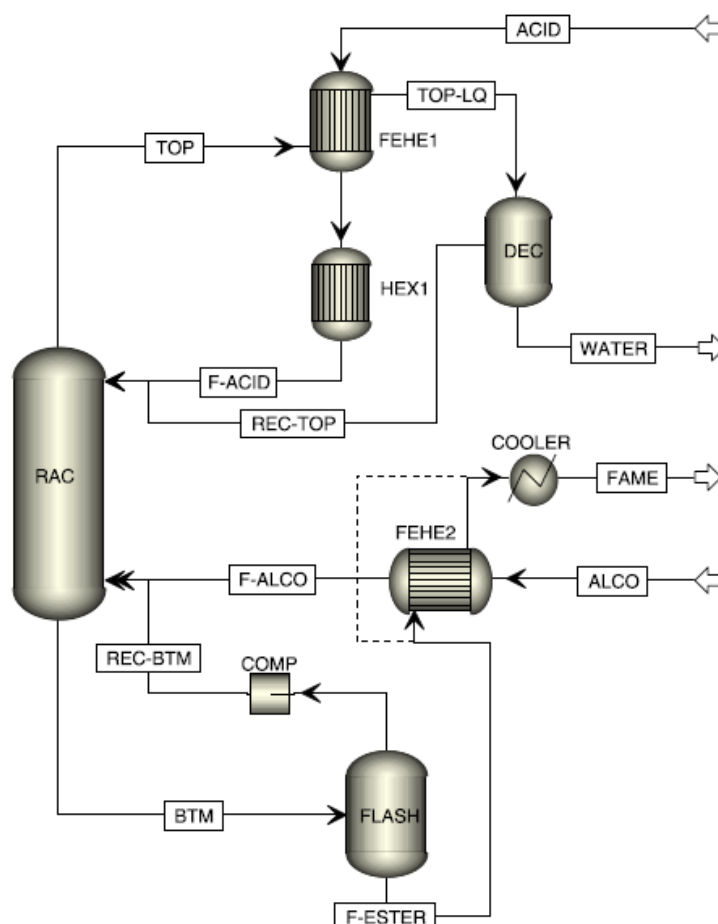 ACID
TOP-LQ
TOP
FEHE1
DEC
HEX1
WATER
F-ACID
REC-TOP
COOLER
RAC
FAME
FEHE2
F-ALCO
ALCO
REC-BTM
COMP
BTM
FLASH
F-ESTER